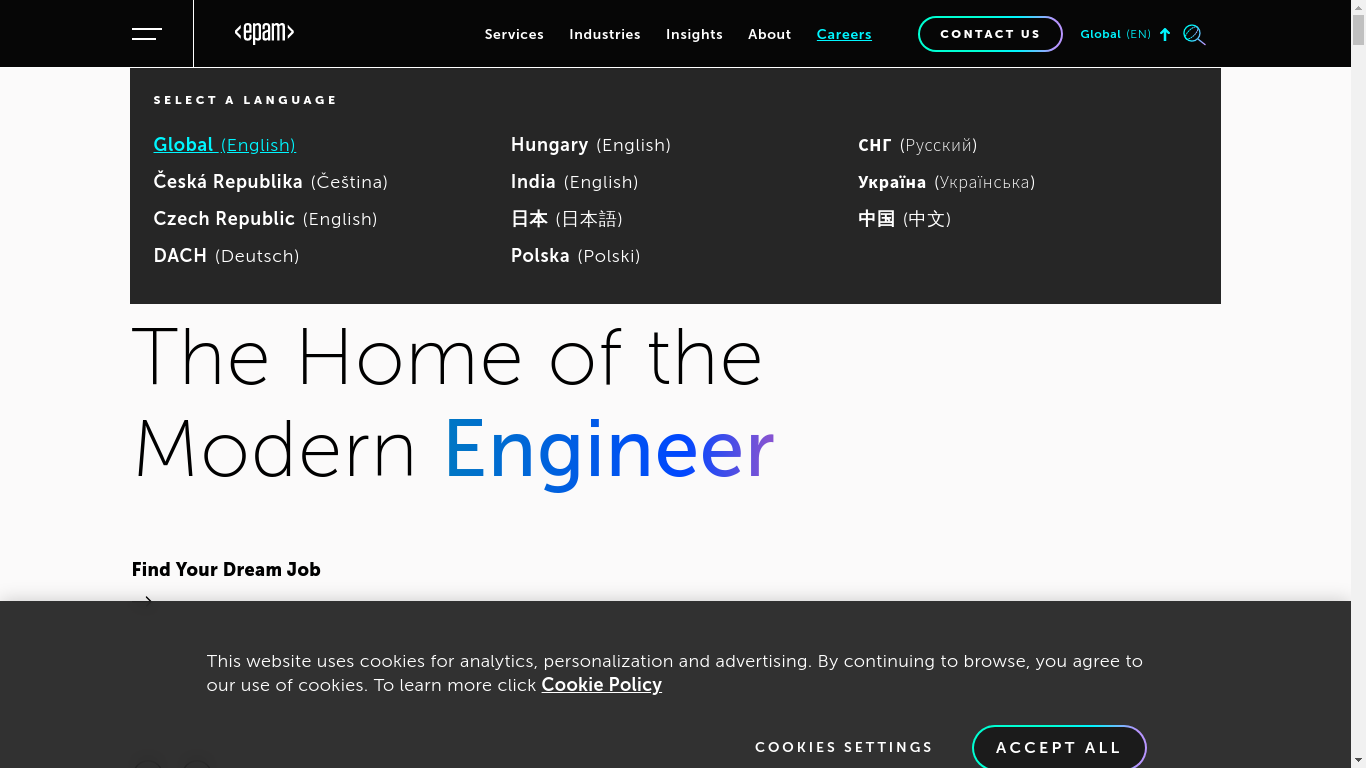 <epam>
Services Industries Insights About Careers CONTACT US Global (EN)
SELECT A LANGUAGE
Global (English)
Česká Republika (Čeština)
Czech Republic (English)
DACH (Deutsch)
Hungary (English)
India (English)
日本 (日本語)
Polska (Polski)
СНГ (Русский)
Україна (Українська)
中国 (中文)
The Home of the
Modern Engineer
Find Your Dream Job
This website uses cookies for analytics, personalization and advertising. By continuing to browse, you agree to
our use of cookies. To learn more click Cookie Policy
COOKIES SETTINGS ACCEPT ALL